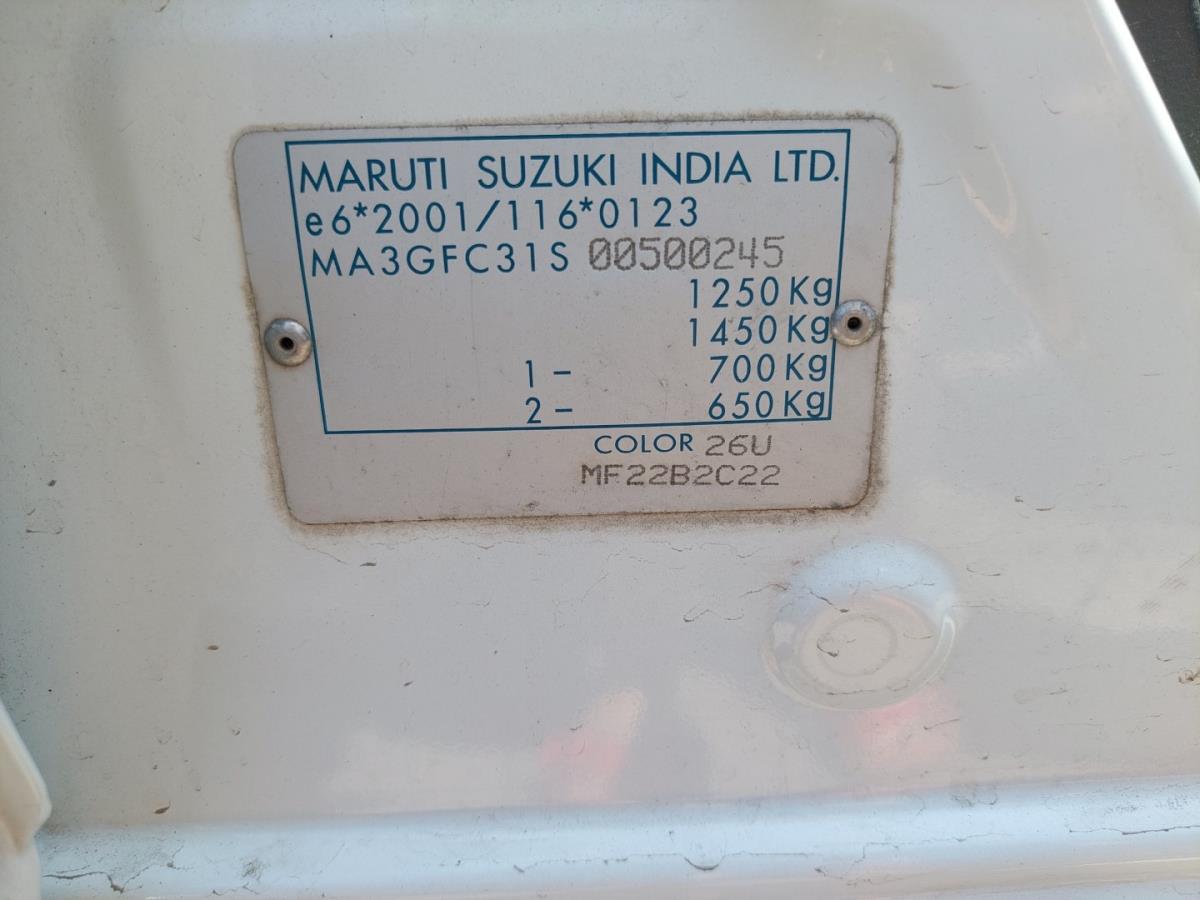 MARUTI SUZUKI INDIA LTD.
e6*2001/116*0123
MA3GFC31S 00500245
1250Kg
1450Kg
1- 700Kg
2- 650Kg
COLOR 26U
MF22B2C22